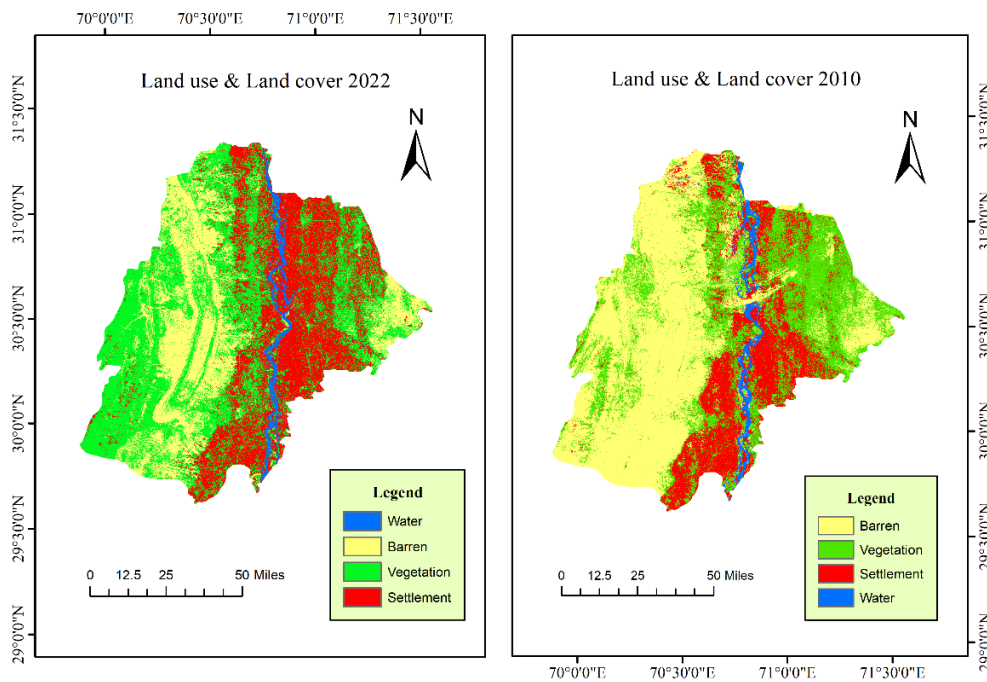 70°0'0"E 70°30'0"E 71°0'0"E 71°30'0"E
Land use & Land cover 2022
N
31°30'0"N
31°0'0"N
30°30'0"N
30°0'0"N
29°30'0"N
29°0'0"N
Legend
Water
Barren
Vegetation
Settlement
0 12.5 25 50 Miles
Land use & Land cover 2010
N
31°30'0"N
31°0'0"N
30°30'0"N
30°0'0"N
29°30'0"N
29°0'0"N
Legend
Barren
Vegetation
Settlement
Water
0 12.5 25 50 Miles
70°0'0"E 70°30'0"E 71°0'0"E 71°30'0"E